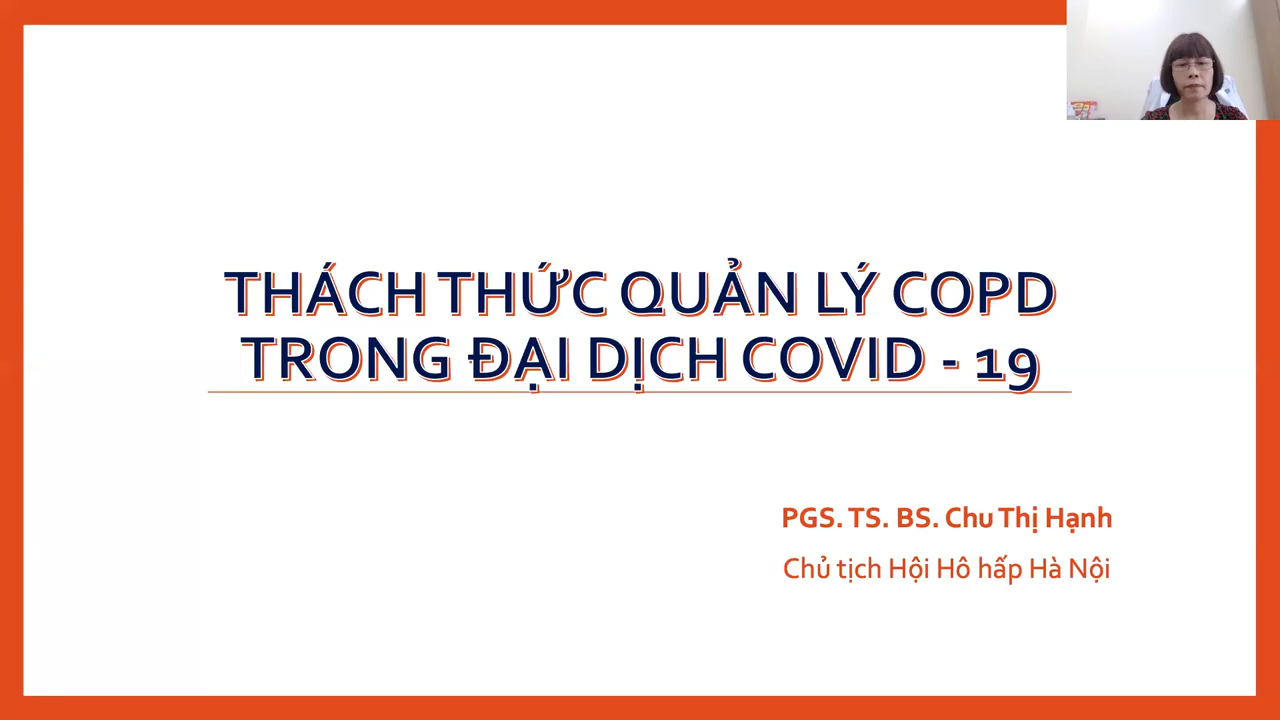 THÁCH THỨC QUẢN LÝ COPD
TRONG ĐẠI DỊCH COVID - 19
PGS. TS. BS. Chu Thị Hạnh
Chủ tịch Hội Hô hấp Hà Nội